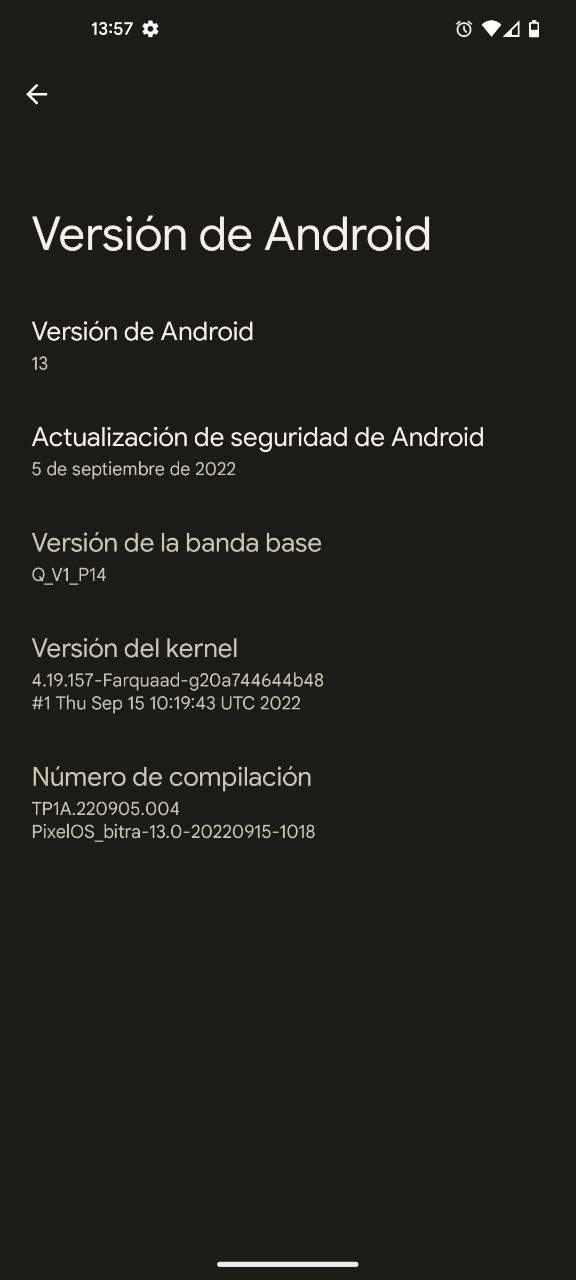 13:57
Versión de Android
Versión de Android
13
Actualización de seguridad de Android
5 de septiembre de 2022
Versión de la banda base
Q_V1_P14
Versión del kernel
4.19.157-Farquaad-g20a744644b48
#1 Thu Sep 15 10:19:43 UTC 2022
Número de compilación
TP1A.220905.004
PixelOS_bitra-13.0-20220915-1018